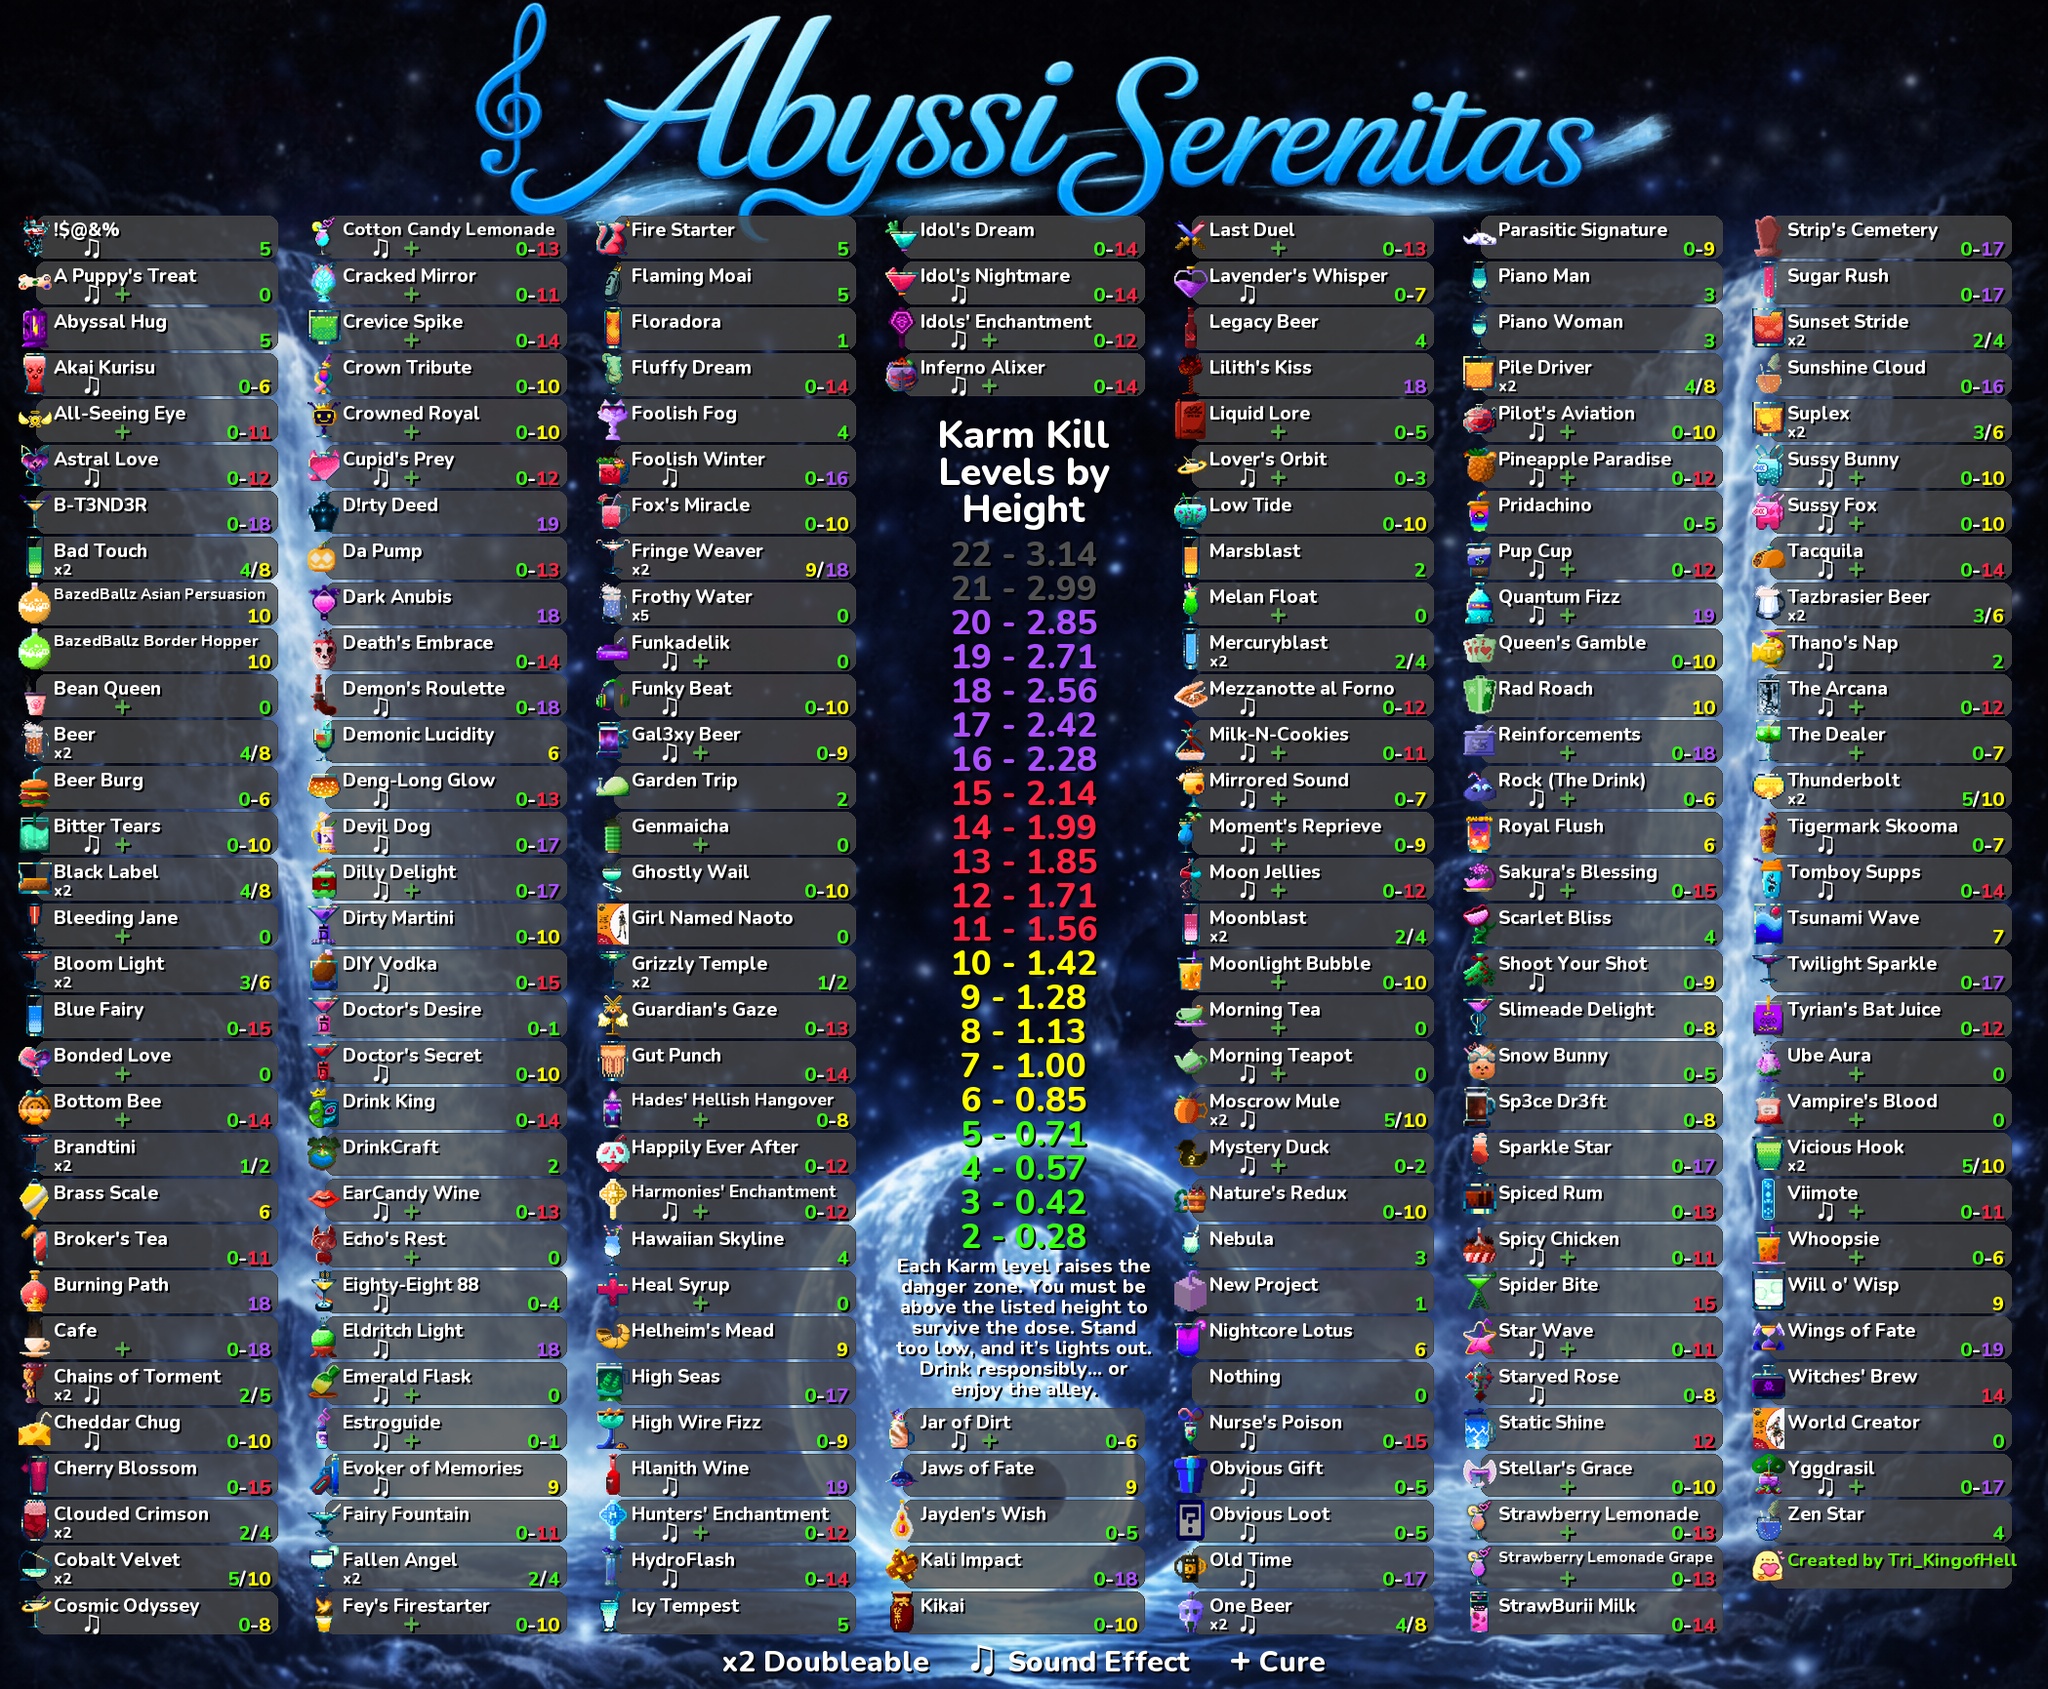 Abyssi Serenitas
!$@&%
♫ 5
A Puppy's Treat
♫ + 0
Abyssal Hug
5
Akai Kurisu
♫ 0-6
All-Seeing Eye
+ 0-11
Astral Love
♫ 0-12
B-T3ND3R
0-18
Bad Touch
x2 4/8
BazedBallz Asian Persuasion
10
BazedBallz Border Hopper
10
Bean Queen
+ 0
Beer
x2 4/8
Beer Burg
0-6
Bitter Tears
♫ + 0-10
Black Label
x2 4/8
Bleeding Jane
+ 0
Bloom Light
x2 3/6
Blue Fairy
0-15
Bonded Love
+ 0
Bottom Bee
+ 0-14
Brandtini
x2 1/2
Brass Scale
6
Broker's Tea
0-11
Burning Path
18
Cafe
+ 0-18
Chains of Torment
x2 ♫ 2/5
Cheddar Chug
♫ 0-10
Cherry Blossom
0-15
Clouded Crimson
x2 2/4
Cobalt Velvet
x2 5/10
Cosmic Odyssey
♫ 0-8
Cotton Candy Lemonade
♫ + 0-13
Cracked Mirror
+ 0-11
Crevice Spike
+ 0-14
Crown Tribute
0-10
Crowned Royal
+ 0-10
Cupid's Prey
♫ + 0-12
D!rty Deed
19
Da Pump
0-13
Dark Anubis
18
Death's Embrace
0-14
Demon's Roulette
♫ 0-18
Demonic Lucidity
6
Deng-Long Glow
♫ 0-13
Devil Dog
♫ 0-17
Dilly Delight
♫ + 0-17
Dirty Martini
0-10
DIY Vodka
♫ 0-15
Doctor's Desire
0-1
Doctor's Secret
♫ 0-10
Drink King
0-14
DrinkCraft
2
EarCandy Wine
♫ + 0-13
Echo's Rest
+ 0
Eighty-Eight 88
♫ 0-4
Eldritch Light
♫ 18
Emerald Flask
♫ + 0
Estroguide
♫ + 0-1
Evoker of Memories
♫ 9
Fairy Fountain
0-11
Fallen Angel
x2 2/4
Fey's Firestarter
+ 0-10
Fire Starter
5
Flaming Moai
5
Floradora
1
Fluffy Dream
0-14
Foolish Fog
4
Foolish Winter
♫ 0-16
Fox's Miracle
0-10
Fringe Weaver
x2 9/18
Frothy Water
x5 0
Funkadelik
♫ + 0
Funky Beat
♫ 0-10
Gal3xy Beer
♫ + 0-9
Garden Trip
2
Genmaicha
+ 0
Ghostly Wail
0-10
Girl Named Naoto
0
Grizzly Temple
x2 1/2
Guardian's Gaze
0-13
Gut Punch
0-14
Hades' Hellish Hangover
+ 0-8
Happily Ever After
0-12
Harmonies' Enchantment
♫ + 0-12
Hawaiian Skyline
4
Heal Syrup
+ 0
Helheim's Mead
9
High Seas
0-17
High Wire Fizz
0-9
Hlanith Wine
19
Hunters' Enchantment
♫ + 0-12
HydroFlash
♫ 0-14
Icy Tempest
5
Idol's Dream
0-14
Idol's Nightmare
♫ 0-14
Idols' Enchantment
♫ + 0-12
Inferno Alixer
♫ + 0-14
Karm Kill
Levels by
Height
22 - 3.14
21 - 2.99
20 - 2.85
19 - 2.71
18 - 2.56
17 - 2.42
16 - 2.28
15 - 2.14
14 - 1.99
13 - 1.85
12 - 1.71
11 - 1.56
10 - 1.42
9 - 1.28
8 - 1.13
7 - 1.00
6 - 0.85
5 - 0.71
4 - 0.57
3 - 0.42
2 - 0.28
Each Karm level raises the
danger zone. You must be
above the listed height to
survive the dose. Stand
too low, and it's lights out.
Drink responsibly... or
enjoy the alley.
Jar of Dirt
♫ + 0-6
Jaws of Fate
9
Jayden's Wish
0-5
Kali Impact
0-18
Kikai
0-10
Last Duel
+ 0-13
Lavender's Whisper
♫ 0-7
Legacy Beer
4
Lilith's Kiss
18
Liquid Lore
+ 0-5
Lover's Orbit
♫ + 0-3
Low Tide
0-10
Marsblast
2
Melan Float
+ 0
Mercuryblast
x2 2/4
Mezzanotte al Forno
♫ 0-12
Milk-N-Cookies
♫ + 0-11
Mirrored Sound
♫ + 0-7
Moment's Reprieve
♫ + 0-9
Moon Jellies
♫ + 0-12
Moonblast
x2 2/4
Moonlight Bubble
+ 0-10
Morning Tea
+ 0
Morning Teapot
♫ + 0
Moscrow Mule
x2 ♫ 5/10
Mystery Duck
♫ + 0-2
Nature's Redux
0-10
Nebula
3
New Project
1
Nightcore Lotus
6
Nothing
0
Nurse's Poison
♫ 0-15
Obvious Gift
♫ 0-5
Obvious Loot
♫ 0-5
Old Time
♫ 0-17
One Beer
x2 ♫ 4/8
Parasitic Signature
0-9
Piano Man
3
Piano Woman
3
Pile Driver
x2 4/8
Pilot's Aviation
♫ + 0-10
Pineapple Paradise
♫ + 0-12
Pridachino
0-5
Pup Cup
♫ + 0-12
Quantum Fizz
♫ + 19
Queen's Gamble
0-10
Rad Roach
10
Reinforcements
+ 0-18
Rock (The Drink)
♫ + 0-6
Royal Flush
6
Sakura's Blessing
♫ + 0-15
Scarlet Bliss
4
Shoot Your Shot
♫ 0-9
Slimeade Delight
0-8
Snow Bunny
0-5
Sp3ce Dr3ft
0-8
Sparkle Star
0-17
Spiced Rum
0-13
Spicy Chicken
♫ + 0-11
Spider Bite
15
Star Wave
♫ + 0-11
Starved Rose
♫ 0-8
Static Shine
12
Stellar's Grace
+ 0-10
Strawberry Lemonade
+ 0-13
Strawberry Lemonade Grape
+ 0-13
StrawBurii Milk
0-14
Strip's Cemetery
0-17
Sugar Rush
0-17
Sunset Stride
x2 2/4
Sunshine Cloud
0-16
Suplex
x2 3/6
Sussy Bunny
♫ + 0-10
Sussy Fox
♫ + 0-10
Tacquila
♫ + 0-14
Tazbrasier Beer
x2 3/6
Thano's Nap
♫ 2
The Arcana
♫ + 0-12
The Dealer
+ 0-7
Thunderbolt
x2 5/10
Tigermark Skooma
♫ 0-7
Tomboy Supps
♫ 0-14
Tsunami Wave
7
Twilight Sparkle
0-17
Tyrian's Bat Juice
0-12
Ube Aura
+ 0
Vampire's Blood
+ 0
Vicious Hook
x2 5/10
Viimote
♫ + 0-11
Whoopsie
+ 0-6
Will o' Wisp
9
Wings of Fate
0-19
Witches' Brew
14
World Creator
0
Yggdrasil
♫ + 0-17
Zen Star
4
Created by Tri_KingofHell
x2 Doubleable ♫ Sound Effect + Cure